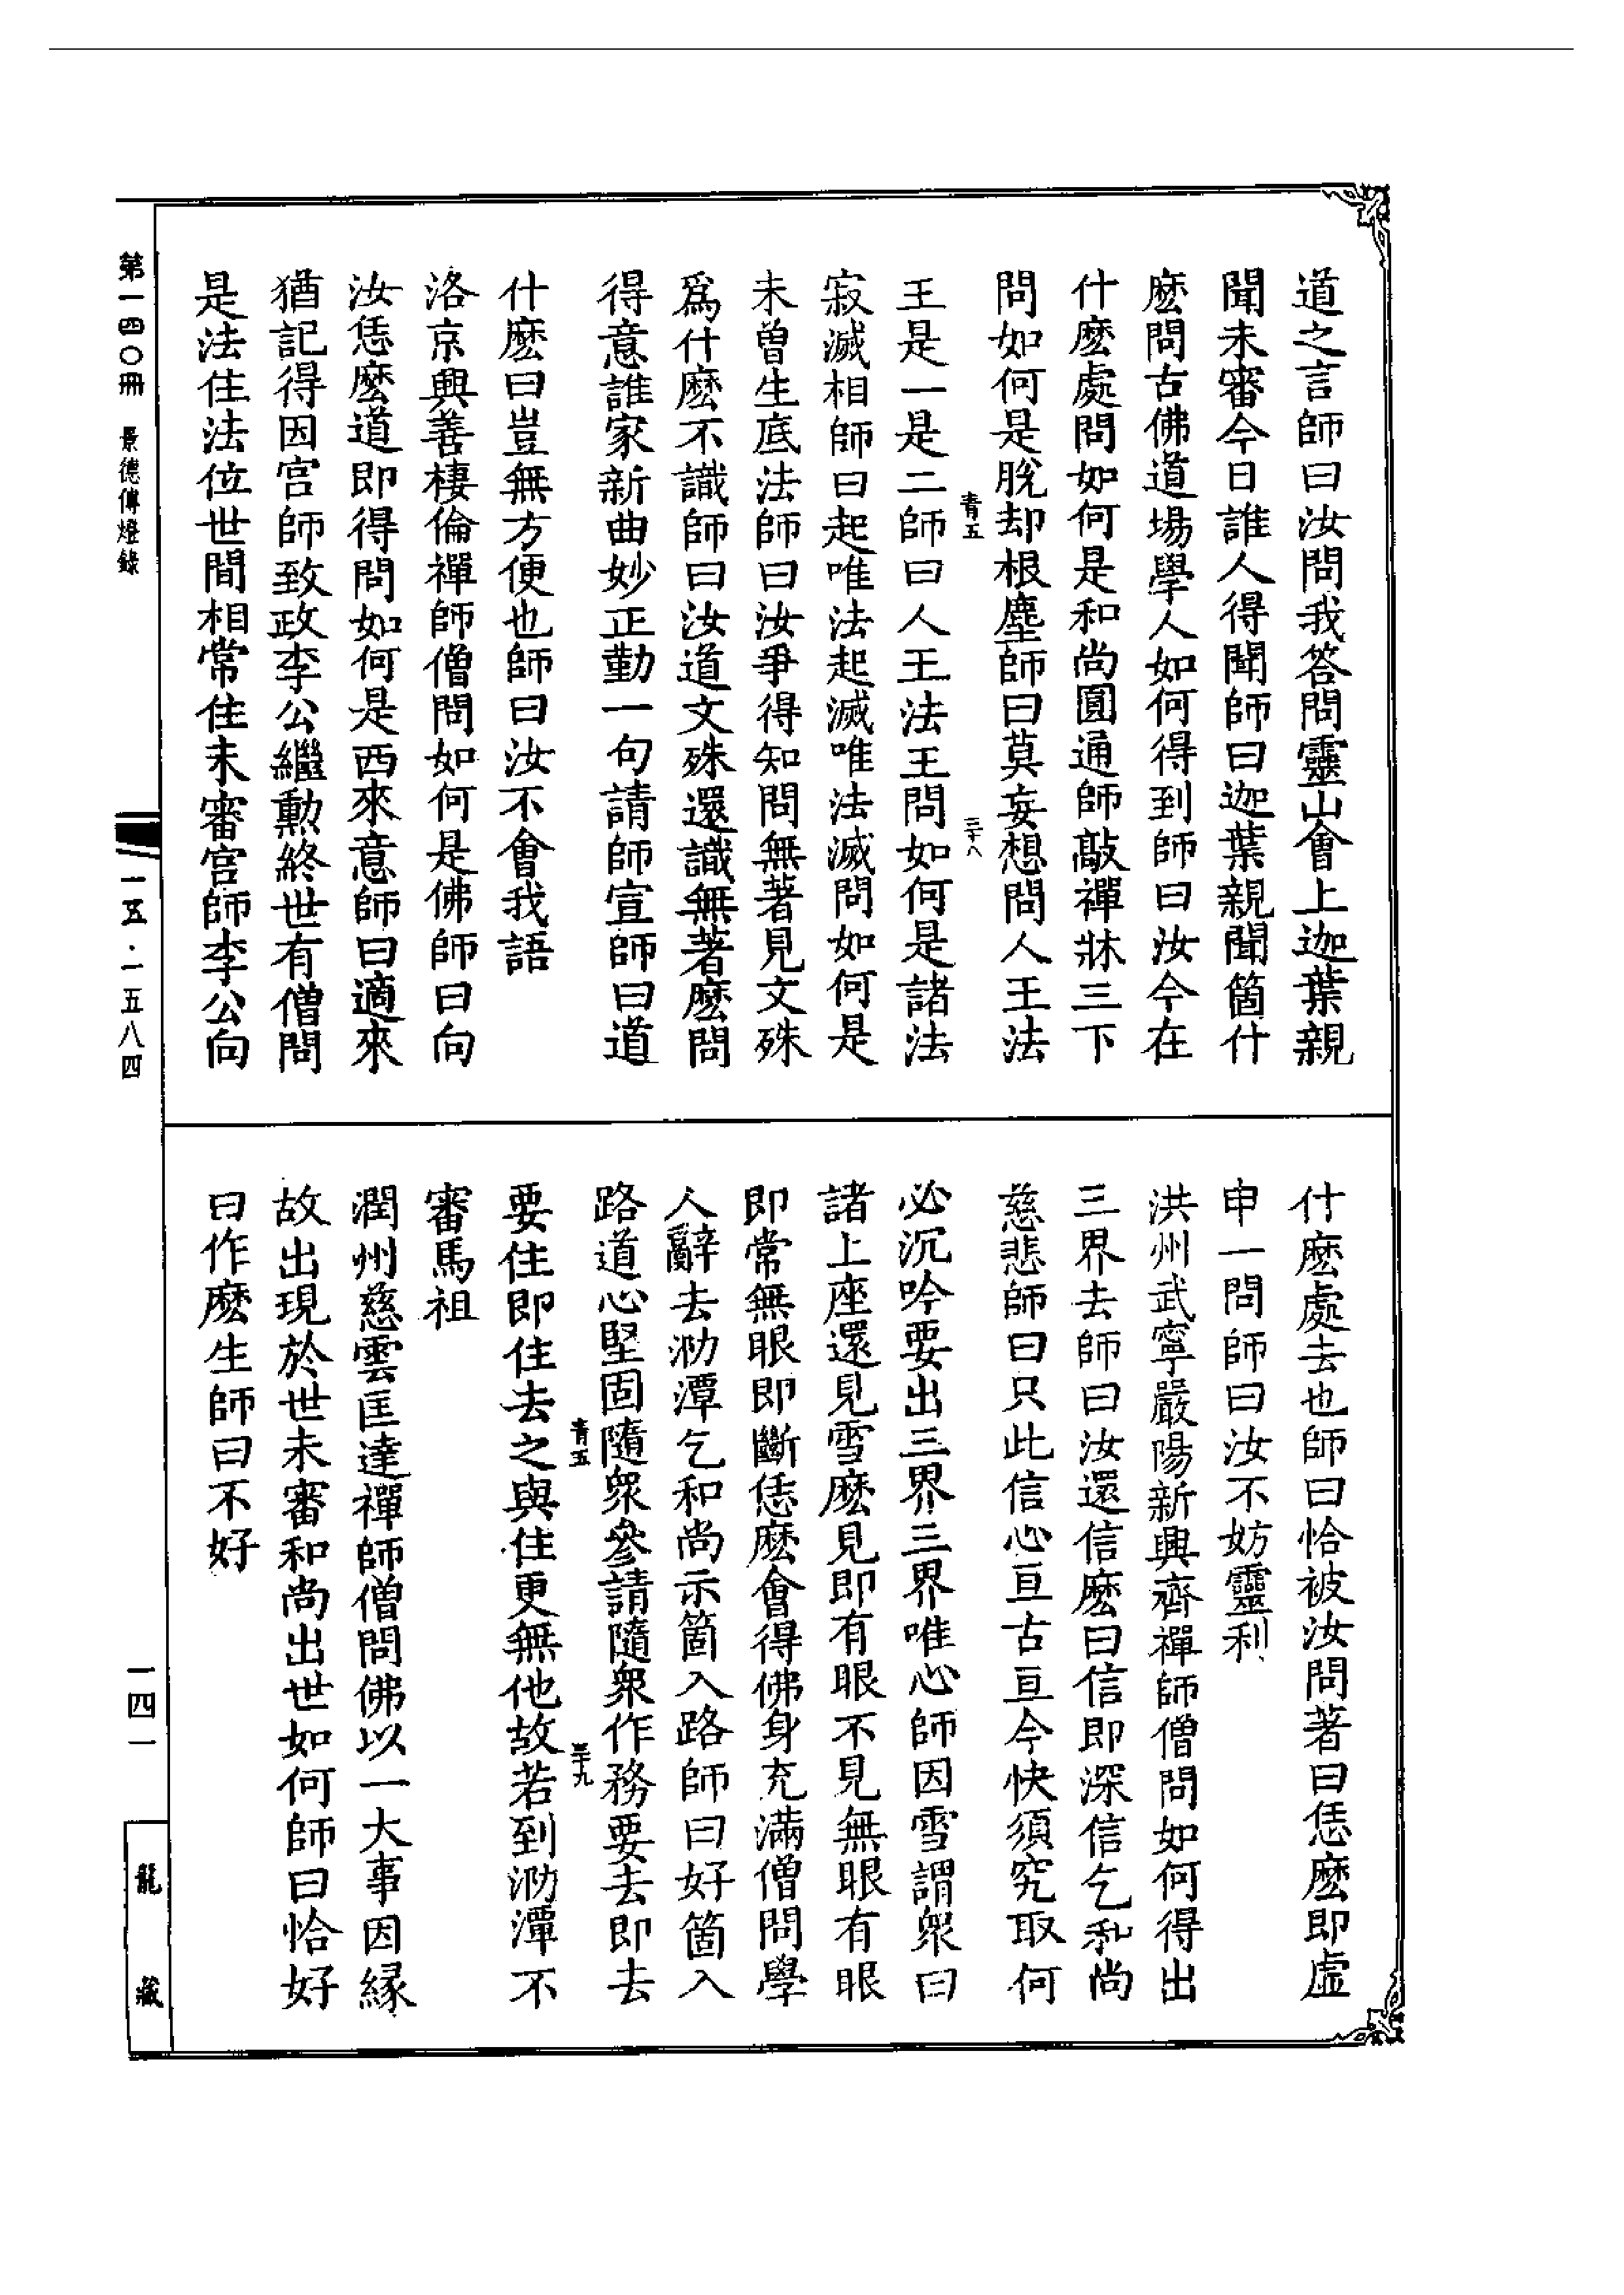 道之言師曰汝問我答問靈山會上迦葉親
聞未審今日誰人得聞師曰迦葉親聞箇什
麽問古佛道場學人如何得到師曰汝今在
什麽處問如何是和尚圓通師敲禪牀三下
問如何是脫却根塵師曰莫妄想問人王法
青五
三十八
王是一是二師曰人王法王問如何是諸法
寂滅相師曰起唯法起滅唯法滅問如何是
未曾生底法師曰汝爭得知問無著見文殊
爲什麽不識師曰汝道文殊還識無著麽問
得意誰家新曲妙正勤一句請師宣師曰道
什麽曰豈無方便也師曰汝不會我語
洛京興善棲倫禪師僧問如何是佛師曰向
汝恁麽道即得問如何是西來意師曰適來
猶記得因宫師致政李公繼勳終世有僧問
是法住法位世間相常住未審宫師李公向
什麽處去也師曰恰被汝問著曰恁麽即虛
申一問師曰汝不妨靈利
洪州武寧嚴陽新興齊禪師僧問如何得出
三界去師曰汝還信麽曰信即深信乞和尚
慈悲師曰只此信心亘古亘今快須究取何
必沉吟要出三界三界唯心師因雪謂衆曰
諸上座還見雪麽見即有眼不見無眼有眼
即常無眼即斷恁麽會得佛身充滿僧問學
人辭去泐潭乞和尚示箇入路師曰好箇入
路道心堅固隨衆參請隨衆作務要去即去
青五
三十九
要住即住去之與住更無他故若到泐潭不
審馬祖
潤州慈雲匡達禪師僧問佛以一大事因緣
故出現於世未審和尚出世如何師曰恰好
曰作麽生師曰不好
第一四〇冊 景德傳燈錄
一五·一五八四
一四一
龍藏